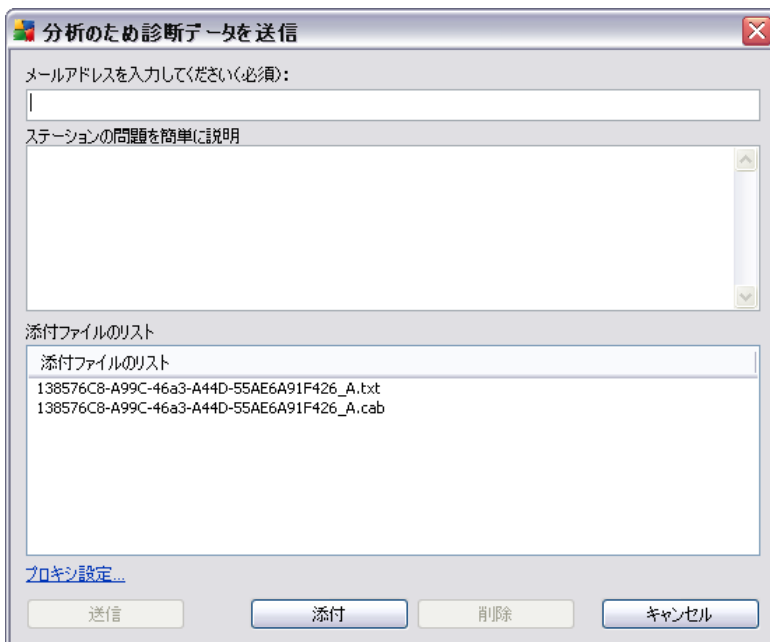 分析のため診断データを送信
メールアドレスを入力してください(必須):
ステーションの問題を簡単に説明
添付ファイルのリスト
添付ファイルのリスト
138576C8-A99C-46a3-A44D-55AE6A91F426_A.txt
138576C8-A99C-46a3-A44D-55AE6A91F426_A.cab
プロキシ設定...
送信 添付 削除 キャンセル